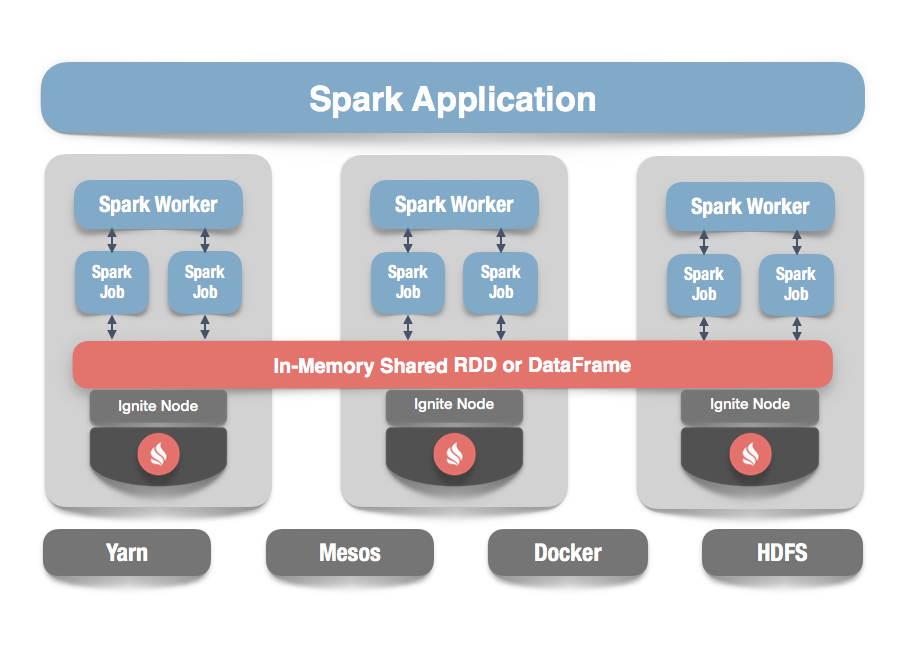 Spark Application
Spark Worker
Spark Worker
Spark Worker
Spark
Job
Spark
Job
Spark
Job
Spark
Job
Spark
Job
Spark
Job
In-Memory Shared RDD or DataFrame
Ignite Node
Ignite Node
Ignite Node
Yarn
Mesos
Docker
HDFS